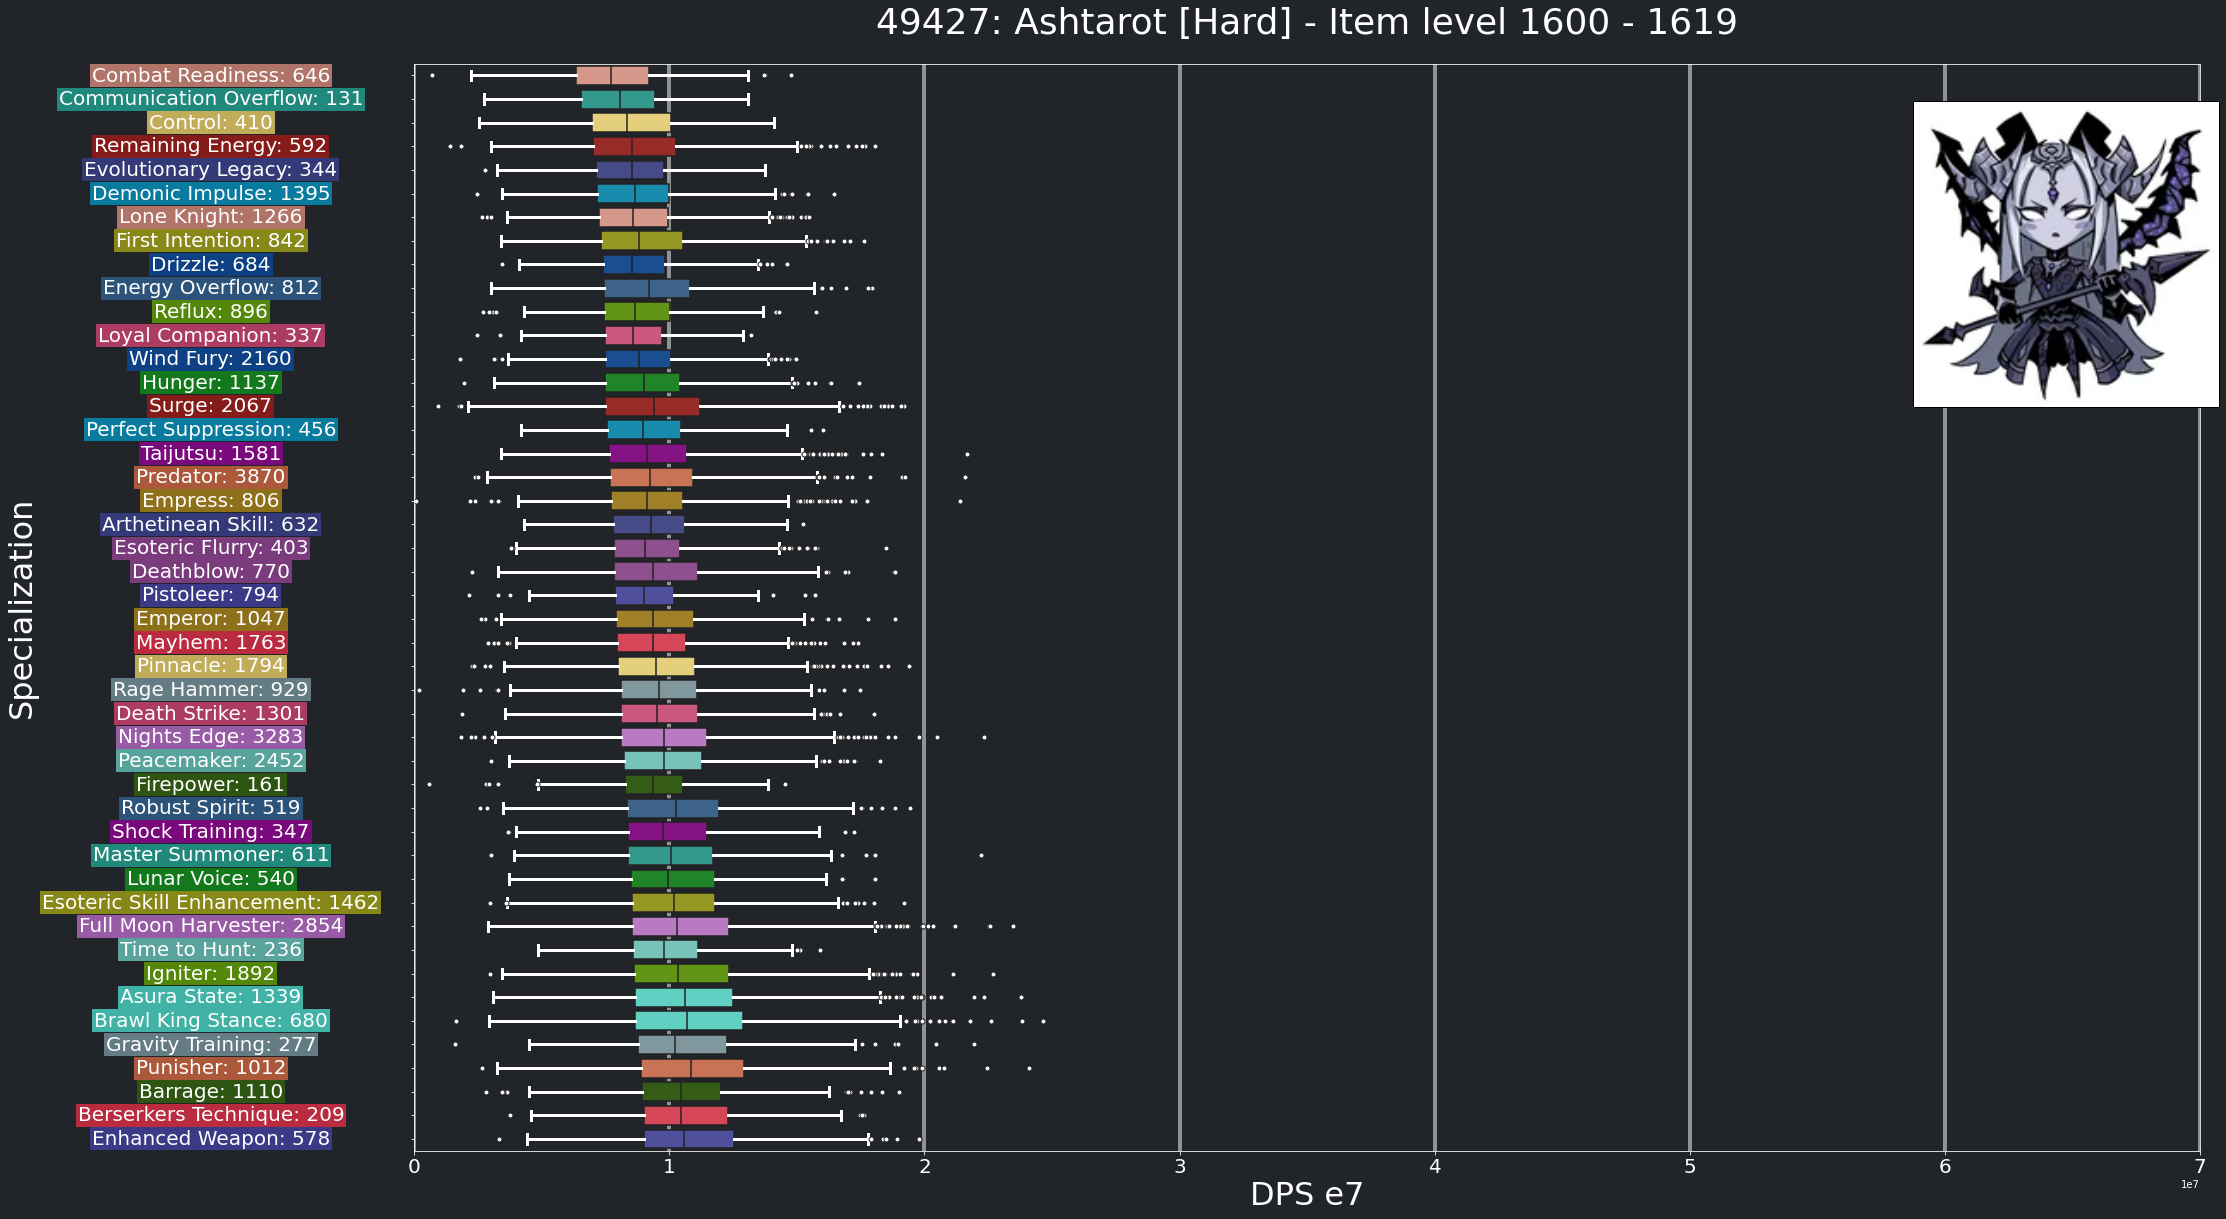 49427: Ashtarot [Hard] - Item level 1600 - 1619
Specialization
Combat Readiness: 646
Communication Overflow: 131
Control: 410
Remaining Energy: 592
Evolutionary Legacy: 344
Demonic Impulse: 1395
Lone Knight: 1266
First Intention: 842
Drizzle: 684
Energy Overflow: 812
Reflux: 896
Loyal Companion: 337
Wind Fury: 2160
Hunger: 1137
Surge: 2067
Perfect Suppression: 456
Taijutsu: 1581
Predator: 3870
Empress: 806
Arthetinean Skill: 632
Esoteric Flurry: 403
Deathblow: 770
Pistoleer: 794
Emperor: 1047
Mayhem: 1763
Pinnacle: 1794
Rage Hammer: 929
Death Strike: 1301
Nights Edge: 3283
Peacemaker: 2452
Firepower: 161
Robust Spirit: 519
Shock Training: 347
Master Summoner: 611
Lunar Voice: 540
Esoteric Skill Enhancement: 1462
Full Moon Harvester: 2854
Time to Hunt: 236
Igniter: 1892
Asura State: 1339
Brawl King Stance: 680
Gravity Training: 277
Punisher: 1012
Barrage: 1110
Berserkers Technique: 209
Enhanced Weapon: 578
0 1 2 3 4 5 6 7
1e7
DPS e7